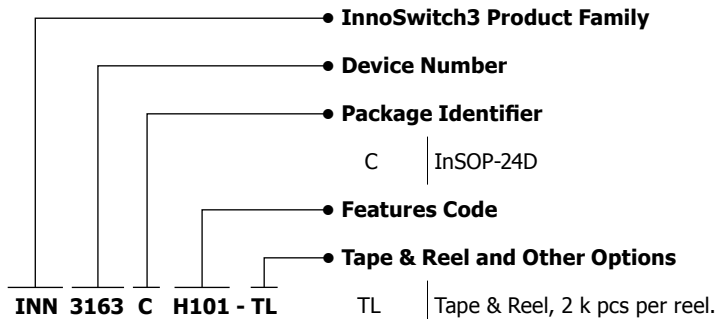 InnoSwitch3 Product Family
Device Number
Package Identifier
C InSOP-24D
Features Code
Tape & Reel and Other Options
INN 3163 C H101 - TL TL Tape & Reel, 2 k pcs per reel.